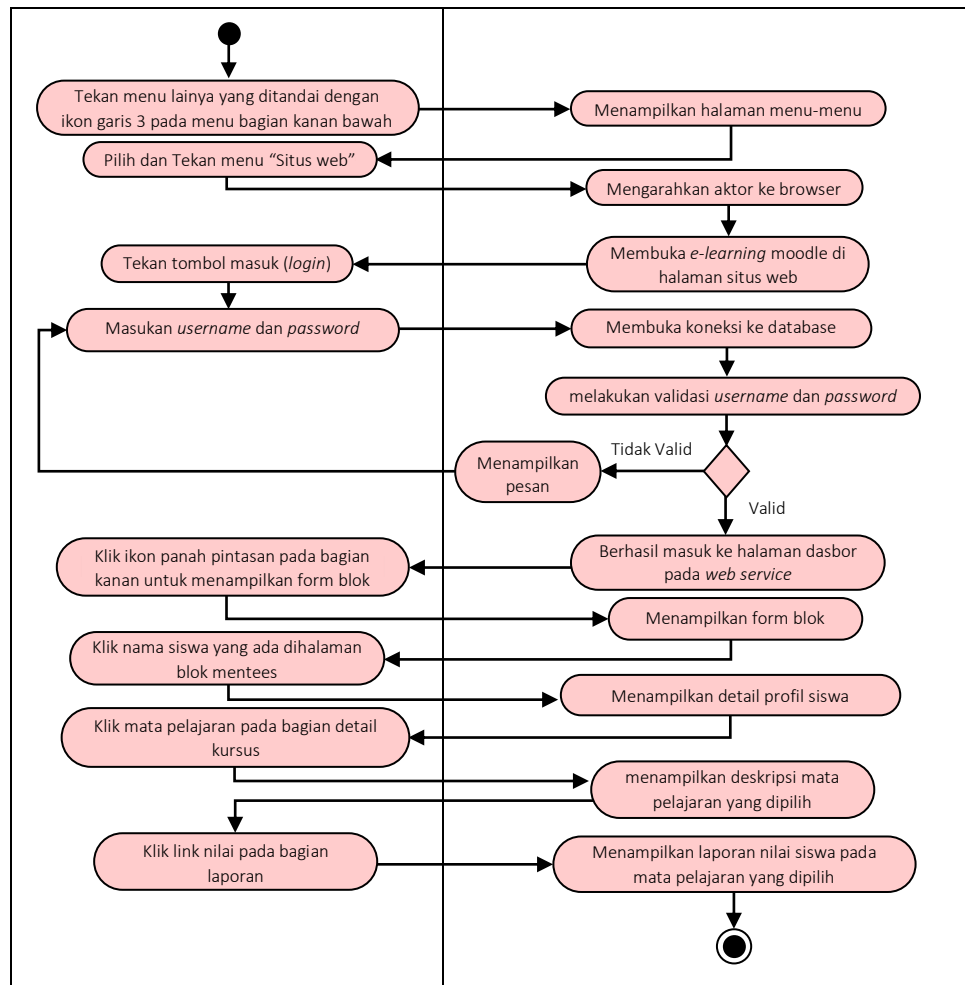 Tekan menu lainya yang ditandai dengan
ikon garis 3 pada menu bagian kanan bawah
Menampilkan halaman menu-menu
Pilih dan Tekan menu “Situs web”
Mengarahkan aktor ke browser
Membuka e-learning moodle di
halaman situs web
Tekan tombol masuk (login)
Masukan username dan password
Membuka koneksi ke database
melakukan validasi username dan password
Tidak Valid
Menampilkan
pesan
Valid
Berhasil masuk ke halaman dasbor
pada web service
Klik ikon panah pintasan pada bagian
kanan untuk menampilkan form blok
Menampilkan form blok
Klik nama siswa yang ada dihalaman
blok mentees
Menampilkan detail profil siswa
Klik mata pelajaran pada bagian detail
kursus
menampilkan deskripsi mata
pelajaran yang dipilih
Klik link nilai pada bagian
laporan
Menampilkan laporan nilai siswa pada
mata pelajaran yang dipilih